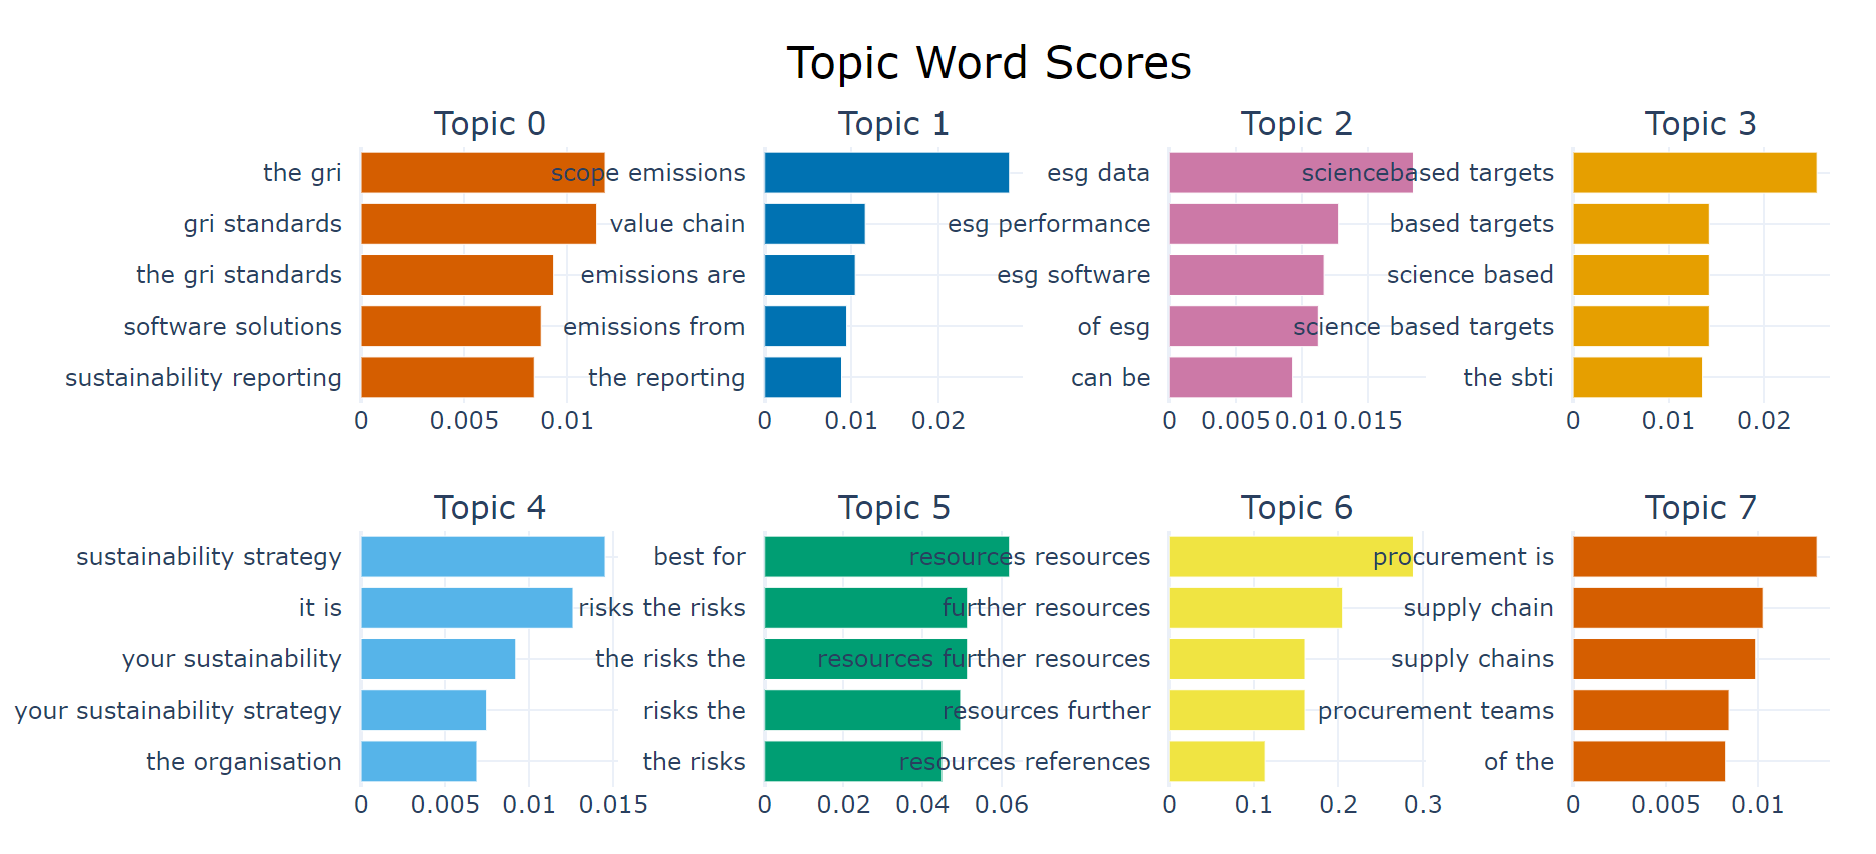 Topic Word Scores
Topic 0
the gri
gri standards
the gri standards
software solutions
sustainability reporting
0 0.005 0.01
Topic 1
scope emissions
value chain
emissions are
emissions from
the reporting
0 0.01 0.02
Topic 2
esg data
esg performance
esg software
of esg
can be
0 0.005 0.01 0.015
Topic 3
sciencebased targets
based targets
science based
science based targets
the sbti
0 0.01 0.02
Topic 4
sustainability strategy
it is
your sustainability
your sustainability strategy
the organisation
0 0.005 0.01 0.015
Topic 5
best for
risks the risks
the risks the
risks the
the risks
0 0.02 0.04 0.06
Topic 6
resources resources
further resources
resources further resources
resources further
resources references
0 0.1 0.2 0.3
Topic 7
procurement is
supply chain
supply chains
procurement teams
of the
0 0.005 0.01